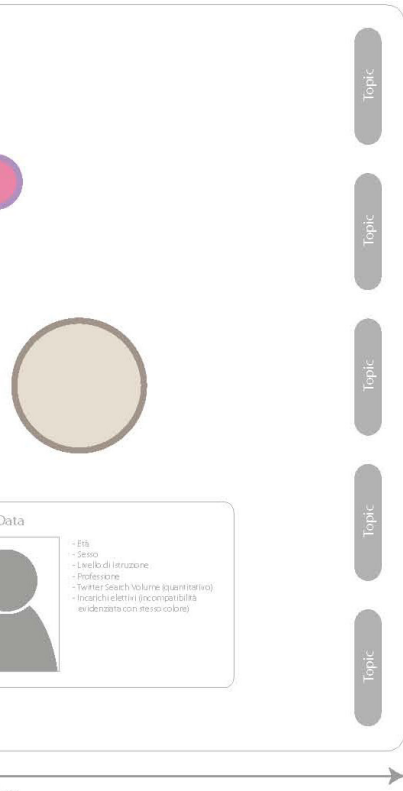 Topic
Topic
Topic
Topic
Topic
Data
- Età
- Sesso
- Livello di istruzione
- Professione
- Twitter Search Volume (quantitativo)
- Incarichi elettivi (incompatibilità
evidenziata con stesso colore)